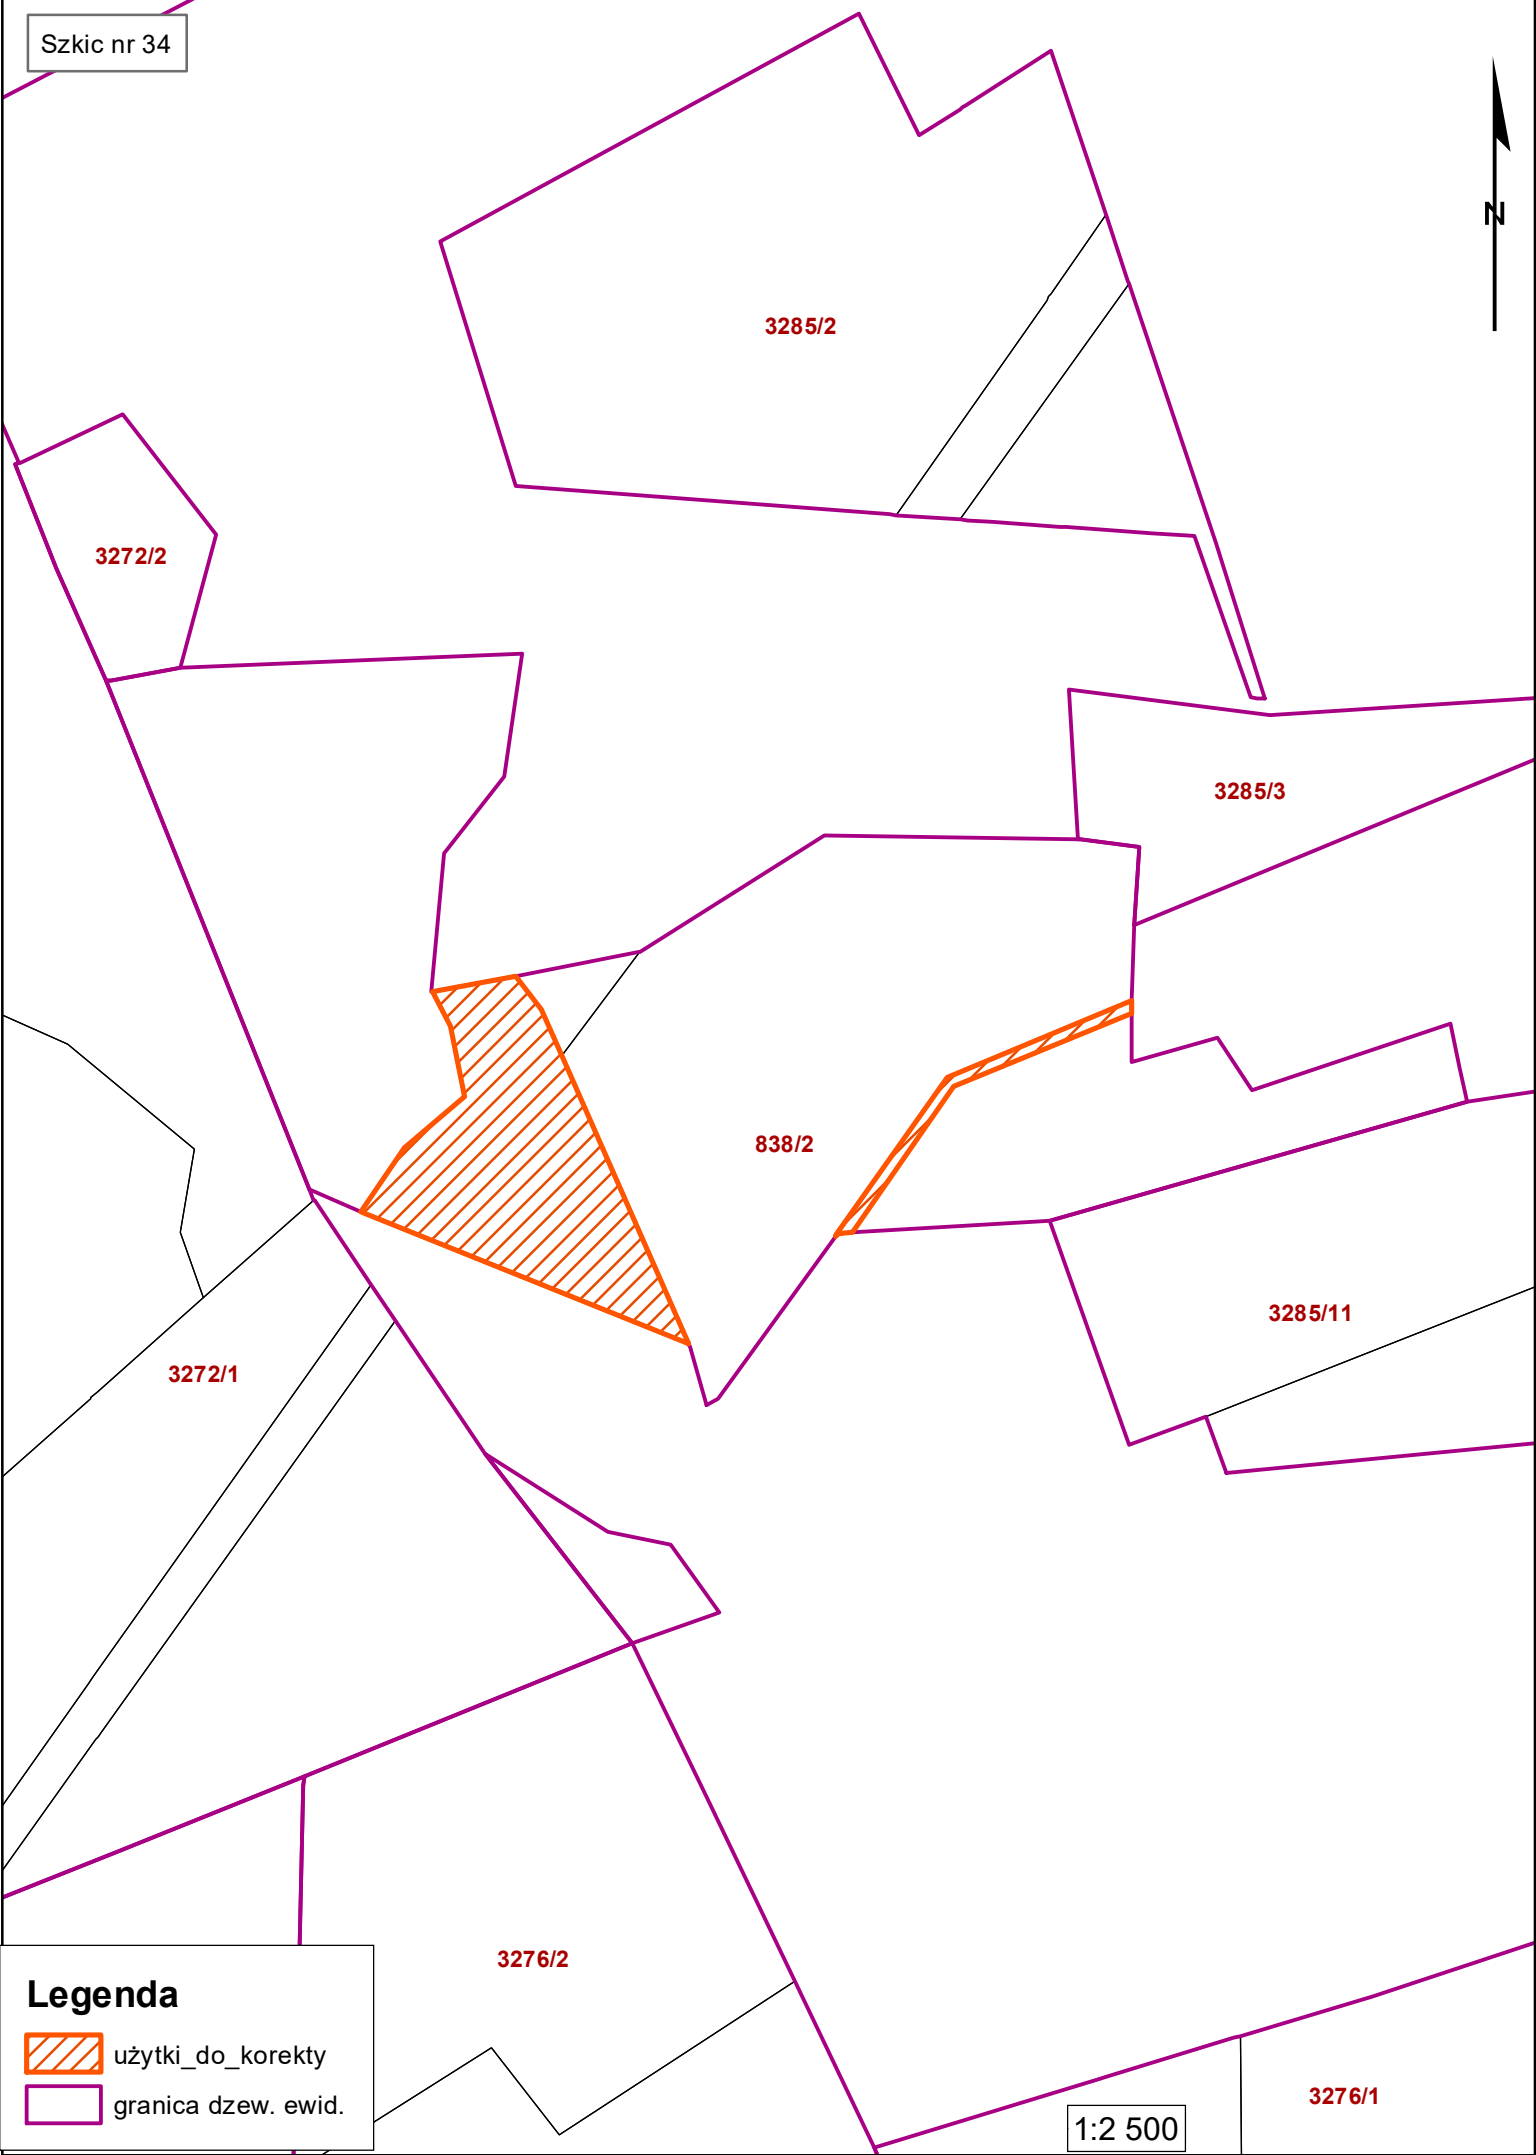 Szkic nr 34
N
3285/2
3272/2
3285/3
838/2
3285/11
3272/1
3276/2
Legenda
użytki_do_korekty
granica dzew. ewid.
3276/1
1:2 500